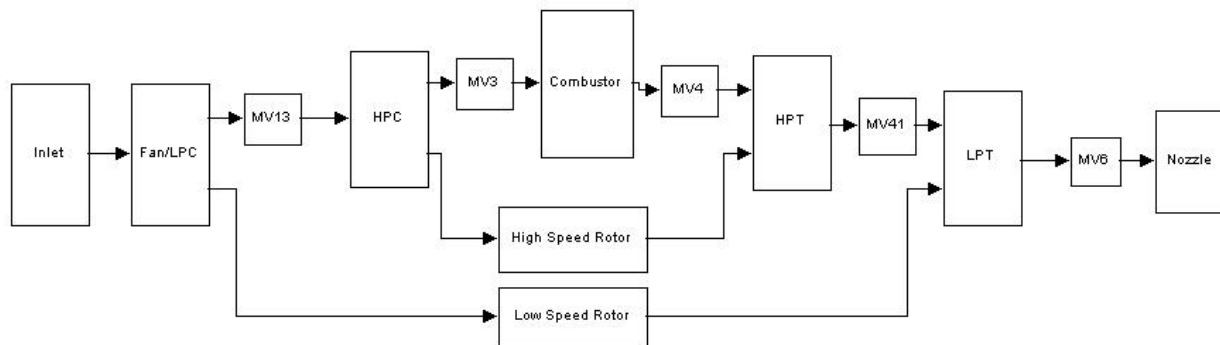 Inlet
Fan/LPC
MV13
HPC
MV3
Combustor
MV4
HPT
MV41
LPT
MV6
Nozzle
High Speed Rotor
Low Speed Rotor